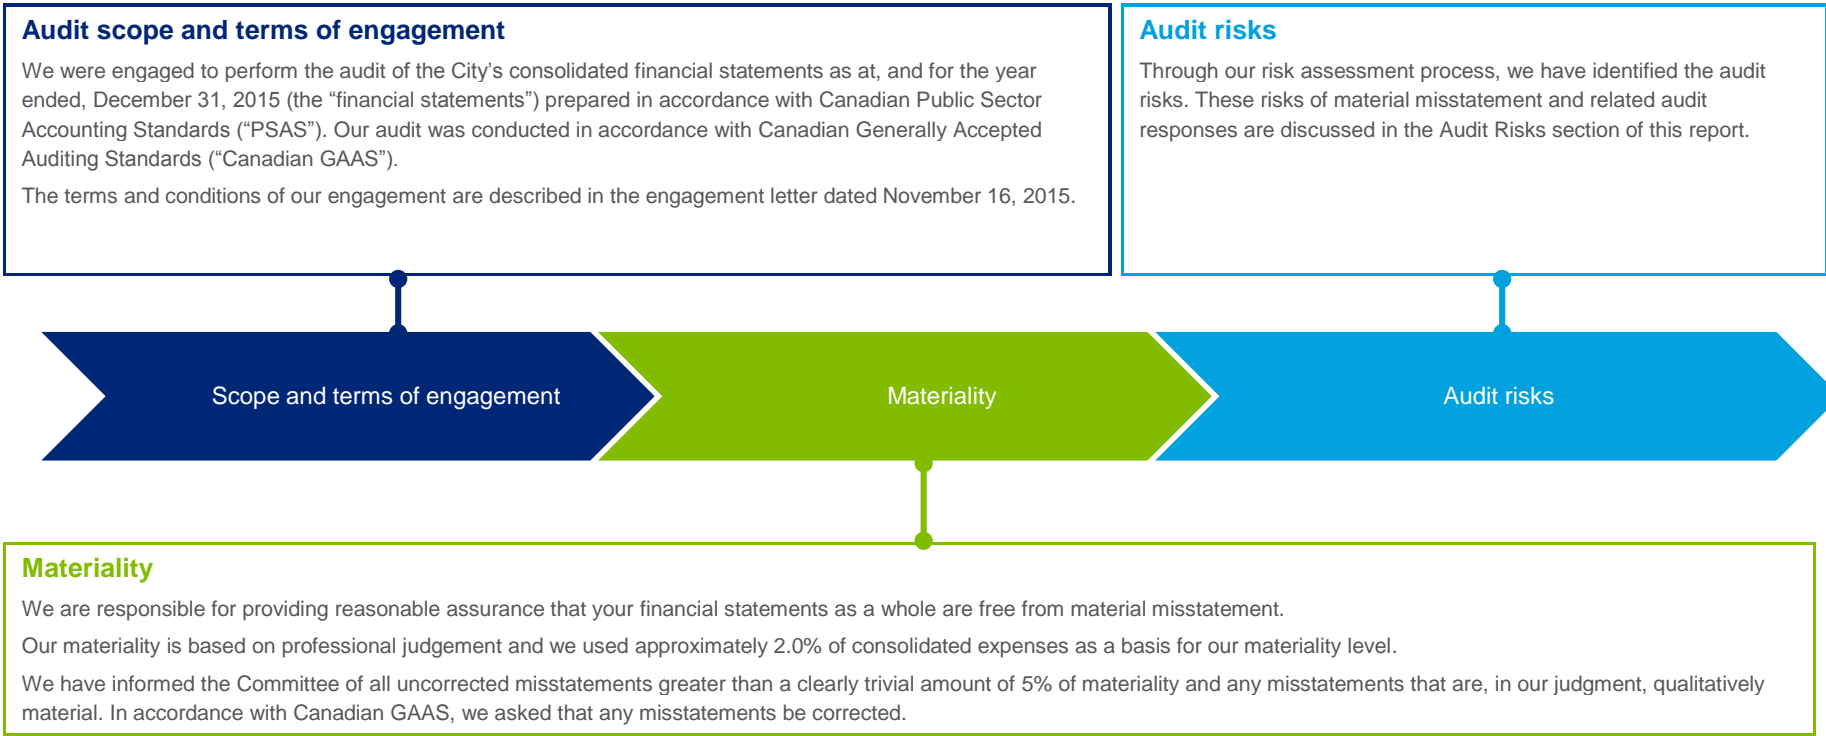 Audit scope and terms of engagement
We were engaged to perform the audit of the City’s consolidated financial statements as at, and for the year
ended, December 31, 2015 (the “financial statements”) prepared in accordance with Canadian Public Sector
Accounting Standards (“PSAS”). Our audit was conducted in accordance with Canadian Generally Accepted
Auditing Standards (“Canadian GAAS”).
The terms and conditions of our engagement are described in the engagement letter dated November 16, 2015.
Audit risks
Through our risk assessment process, we have identified the audit
risks. These risks of material misstatement and related audit
responses are discussed in the Audit Risks section of this report.
Scope and terms of engagement
Materiality
Audit risks
Materiality
We are responsible for providing reasonable assurance that your financial statements as a whole are free from material misstatement.
Our materiality is based on professional judgement and we used approximately 2.0% of consolidated expenses as a basis for our materiality level.
We have informed the Committee of all uncorrected misstatements greater than a clearly trivial amount of 5% of materiality and any misstatements that are, in our judgment, qualitatively
material. In accordance with Canadian GAAS, we asked that any misstatements be corrected.